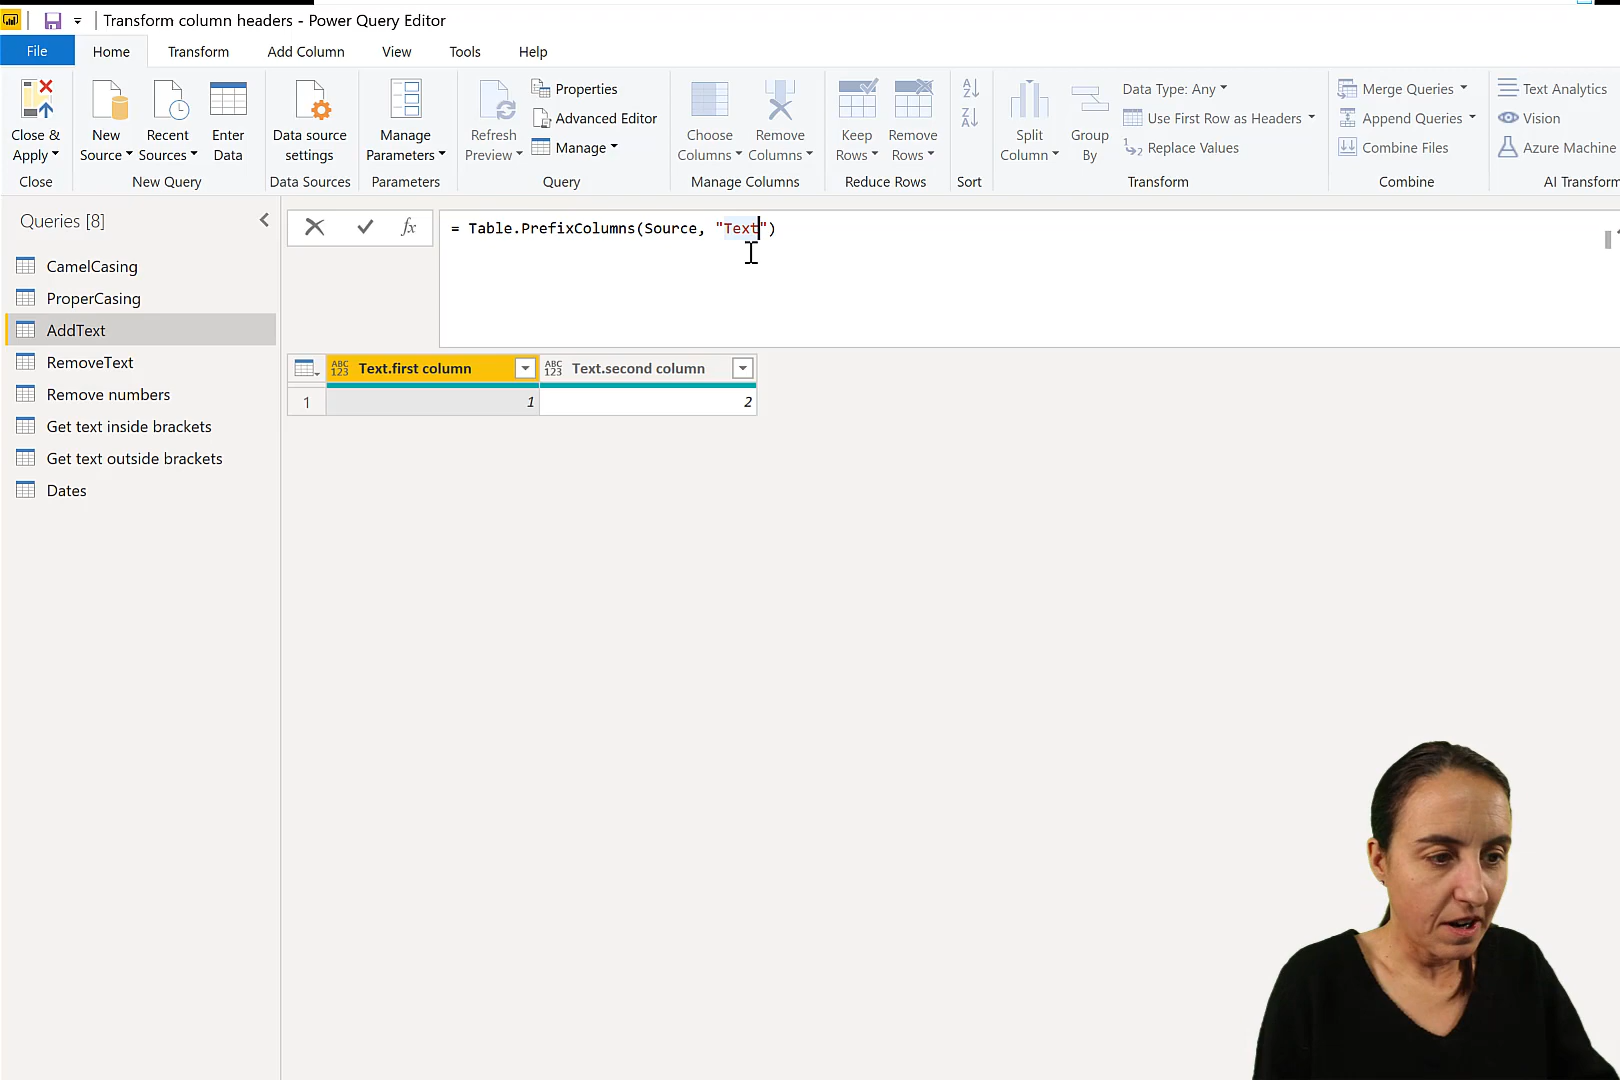 Transform column headers - Power Query Editor
File Home Transform Add Column View Tools Help
Close & Apply
New Source
Recent Sources
Enter Data
Data source settings
Manage Parameters
Refresh Preview
Properties
Advanced Editor
Manage
Choose Columns
Remove Columns
Keep Rows
Remove Rows
Split Column
Group By
Data Type: Any
Use First Row as Headers
Replace Values
Merge Queries
Append Queries
Combine Files
Text Analytics
Vision
Azure Machine
Close New Query Data Sources Parameters Query Manage Columns Reduce Rows Sort Transform Combine AI Transform
Queries [8]
CamelCasing
ProperCasing
AddText
RemoveText
Remove numbers
Get text inside brackets
Get text outside brackets
Dates
fx
= Table.PrefixColumns(Source, "Text")
ABC 123 Text.first column ABC 123 Text.second column
1 1 2